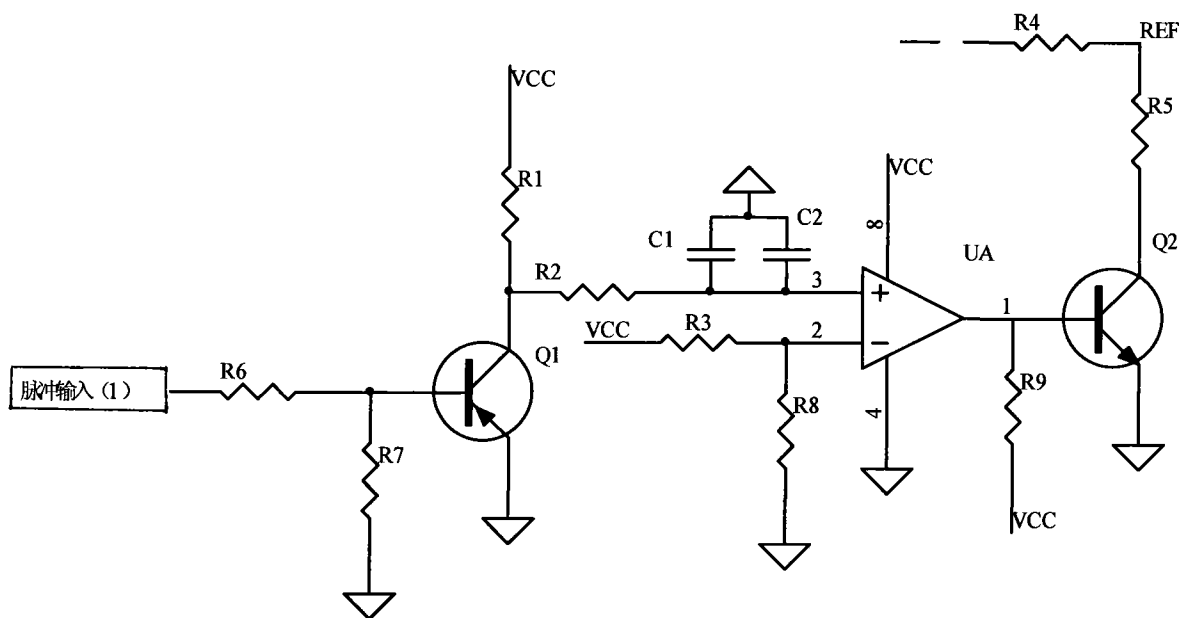 R4
REF
VCC
R5
R1
VCC
C2
C1
8
Q2
UA
R2
3
1
VCC
R3
2
Q1
脉冲输入（1）
R6
R9
R8
4
R7
VCC